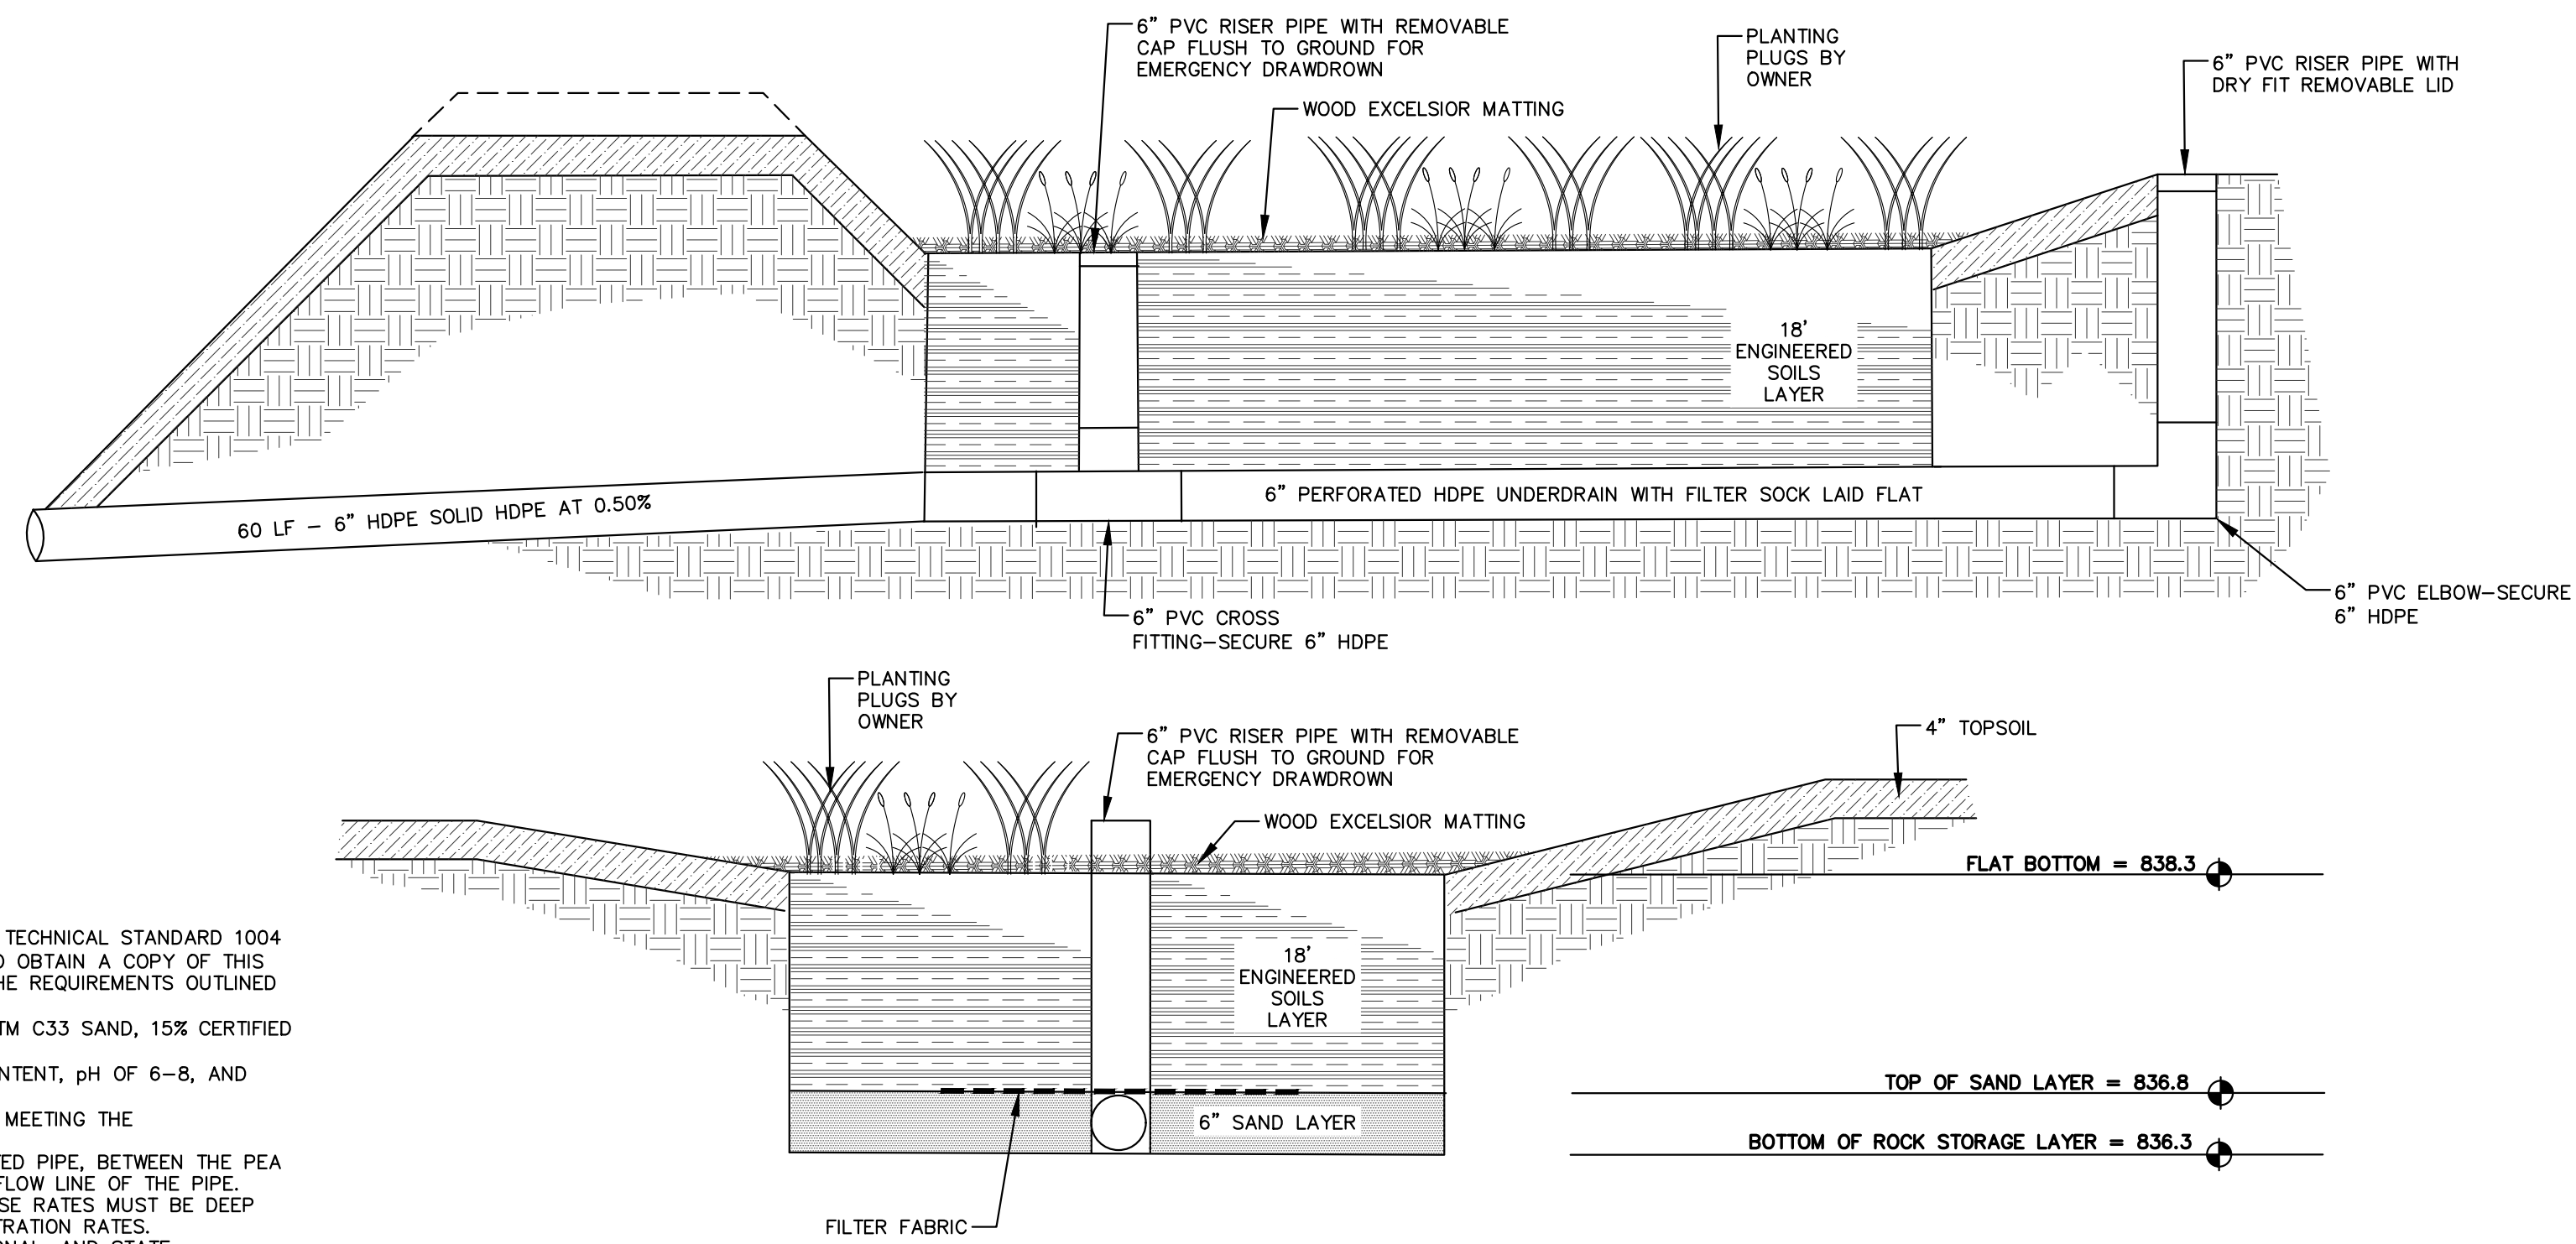 6" PVC RISER PIPE WITH REMOVABLE
CAP FLUSH TO GROUND FOR
EMERGENCY DRAWDROWN
WOOD EXCELSIOR MATTING
PLANTING
PLUGS BY
OWNER
6" PVC RISER PIPE WITH
DRY FIT REMOVABLE LID
18'
ENGINEERED
SOILS
LAYER
60 LF – 6" HDPE SOLID HDPE AT 0.50%
6" PERFORATED HDPE UNDERDRAIN WITH FILTER SOCK LAID FLAT
6" PVC CROSS
FITTING–SECURE 6" HDPE
6" PVC ELBOW–SECURE
6" HDPE
PLANTING
PLUGS BY
OWNER
6" PVC RISER PIPE WITH REMOVABLE
CAP FLUSH TO GROUND FOR
EMERGENCY DRAWDROWN
WOOD EXCELSIOR MATTING
4" TOPSOIL
FLAT BOTTOM = 838.3
18'
ENGINEERED
SOILS
LAYER
TOP OF SAND LAYER = 836.8
6" SAND LAYER
BOTTOM OF ROCK STORAGE LAYER = 836.3
FILTER FABRIC
TECHNICAL STANDARD 1004
OBTAIN A COPY OF THIS
HE REQUIREMENTS OUTLINED
TM C33 SAND, 15% CERTIFIED
NTENT, pH OF 6–8, AND
MEETING THE
TED PIPE, BETWEEN THE PEA
FLOW LINE OF THE PIPE.
SE RATES MUST BE DEEP
TRATION RATES.